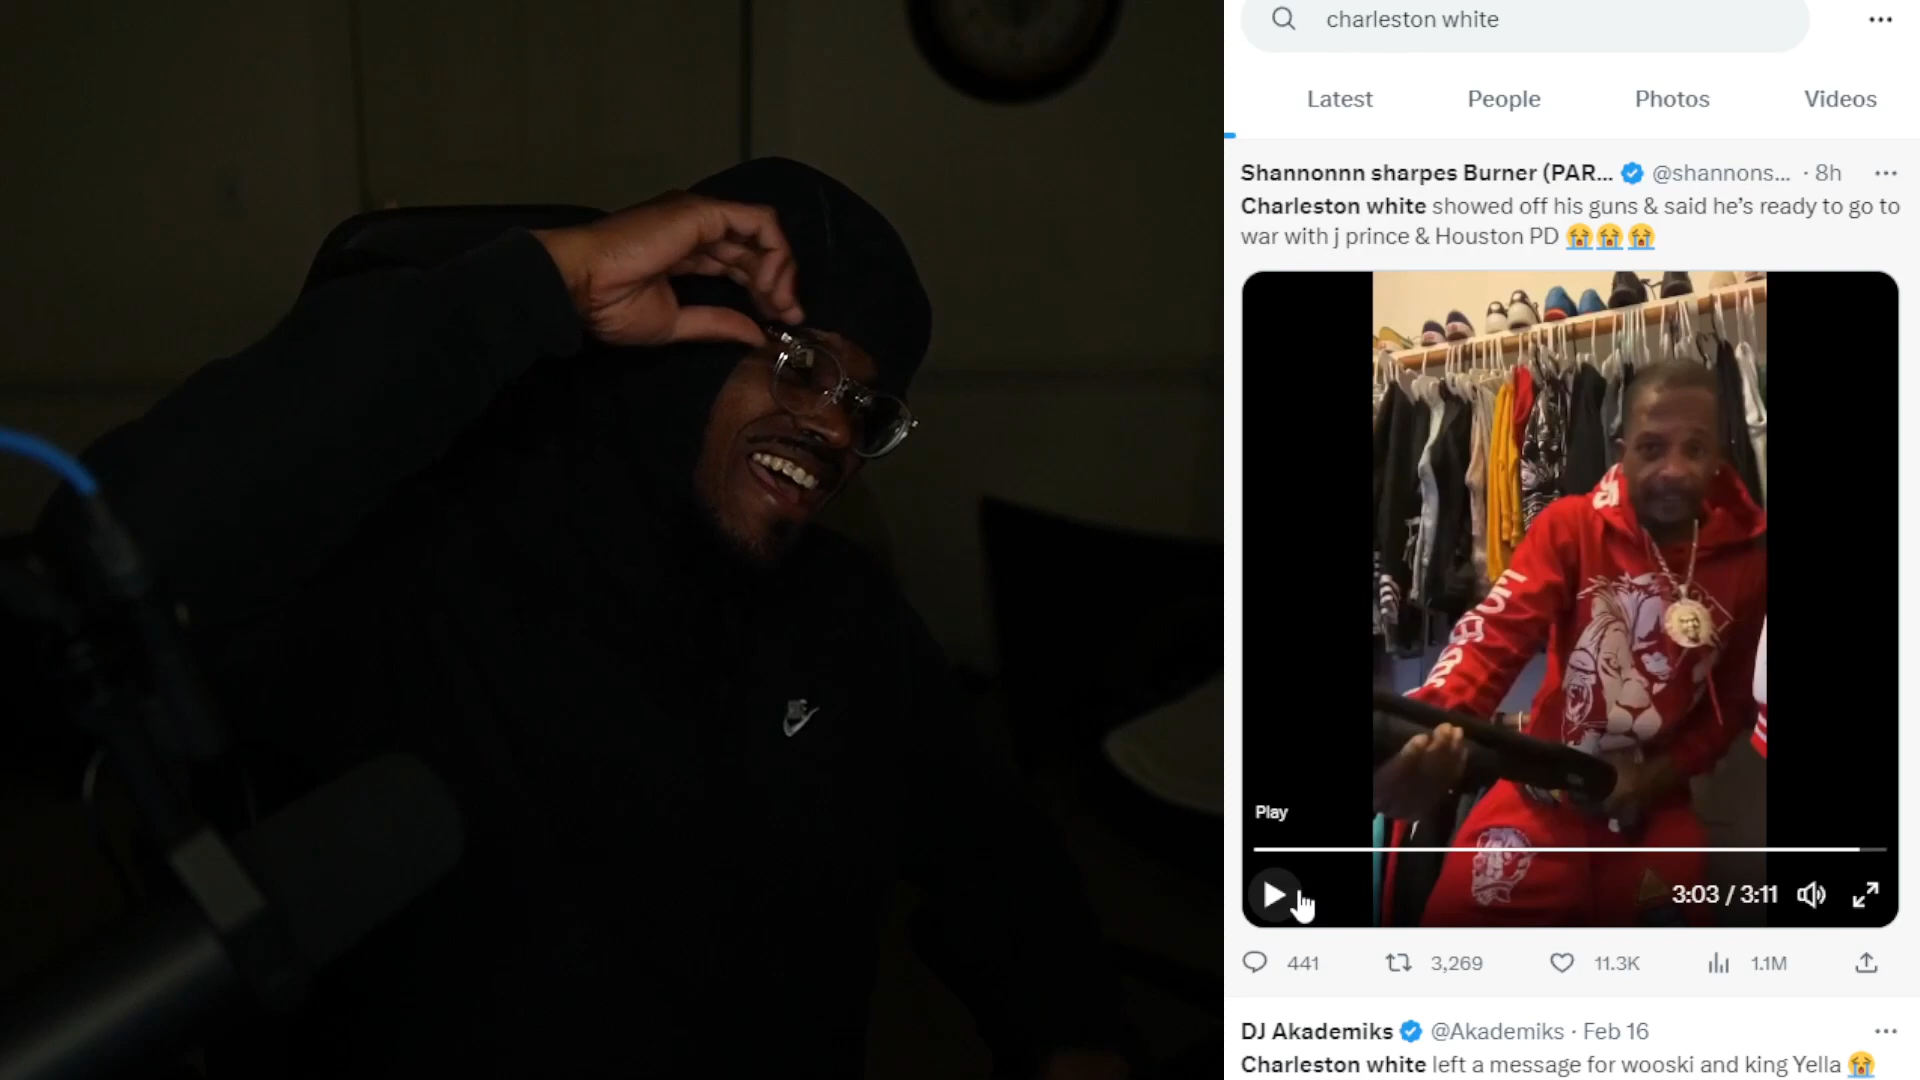 charleston white
Latest
People
Photos
Videos
Shannonnn sharpes Burner (PAR... @shannons... · 8h
Charleston white showed off his guns & said he’s ready to go to
war with j prince & Houston PD 😭😭😭
Play
3:03 / 3:11
441
3,269
11.3K
1.1M
DJ Akademiks @Akademiks · Feb 16
Charleston white left a message for wooski and king Yella 😭